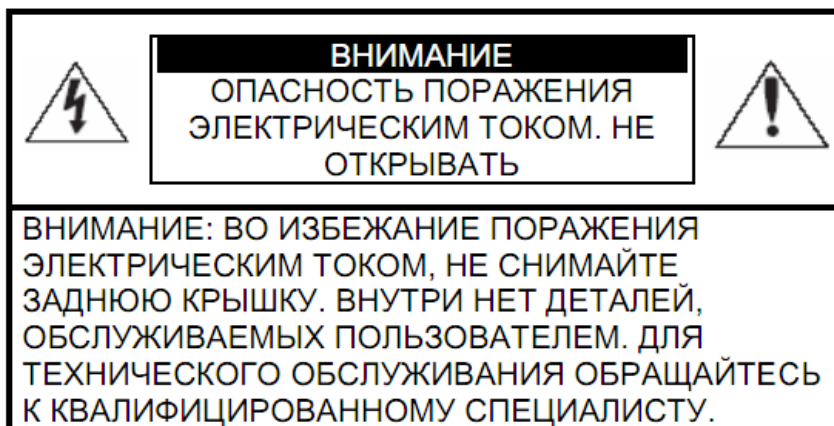 ВНИМАНИЕ
ОПАСНОСТЬ ПОРАЖЕНИЯ
ЭЛЕКТРИЧЕСКИМ ТОКОМ. НЕ
ОТКРЫВАТЬ
ВНИМАНИЕ: ВО ИЗБЕЖАНИЕ ПОРАЖЕНИЯ
ЭЛЕКТРИЧЕСКИМ ТОКОМ, НЕ СНИМАЙТЕ
ЗАДНЮЮ КРЫШКУ. ВНУТРИ НЕТ ДЕТАЛЕЙ,
ОБСЛУЖИВАЕМЫХ ПОЛЬЗОВАТЕЛЕМ. ДЛЯ
ТЕХНИЧЕСКОГО ОБСЛУЖИВАНИЯ ОБРАЩАЙТЕСЬ
К КВАЛИФИЦИРОВАННОМУ СПЕЦИАЛИСТУ.